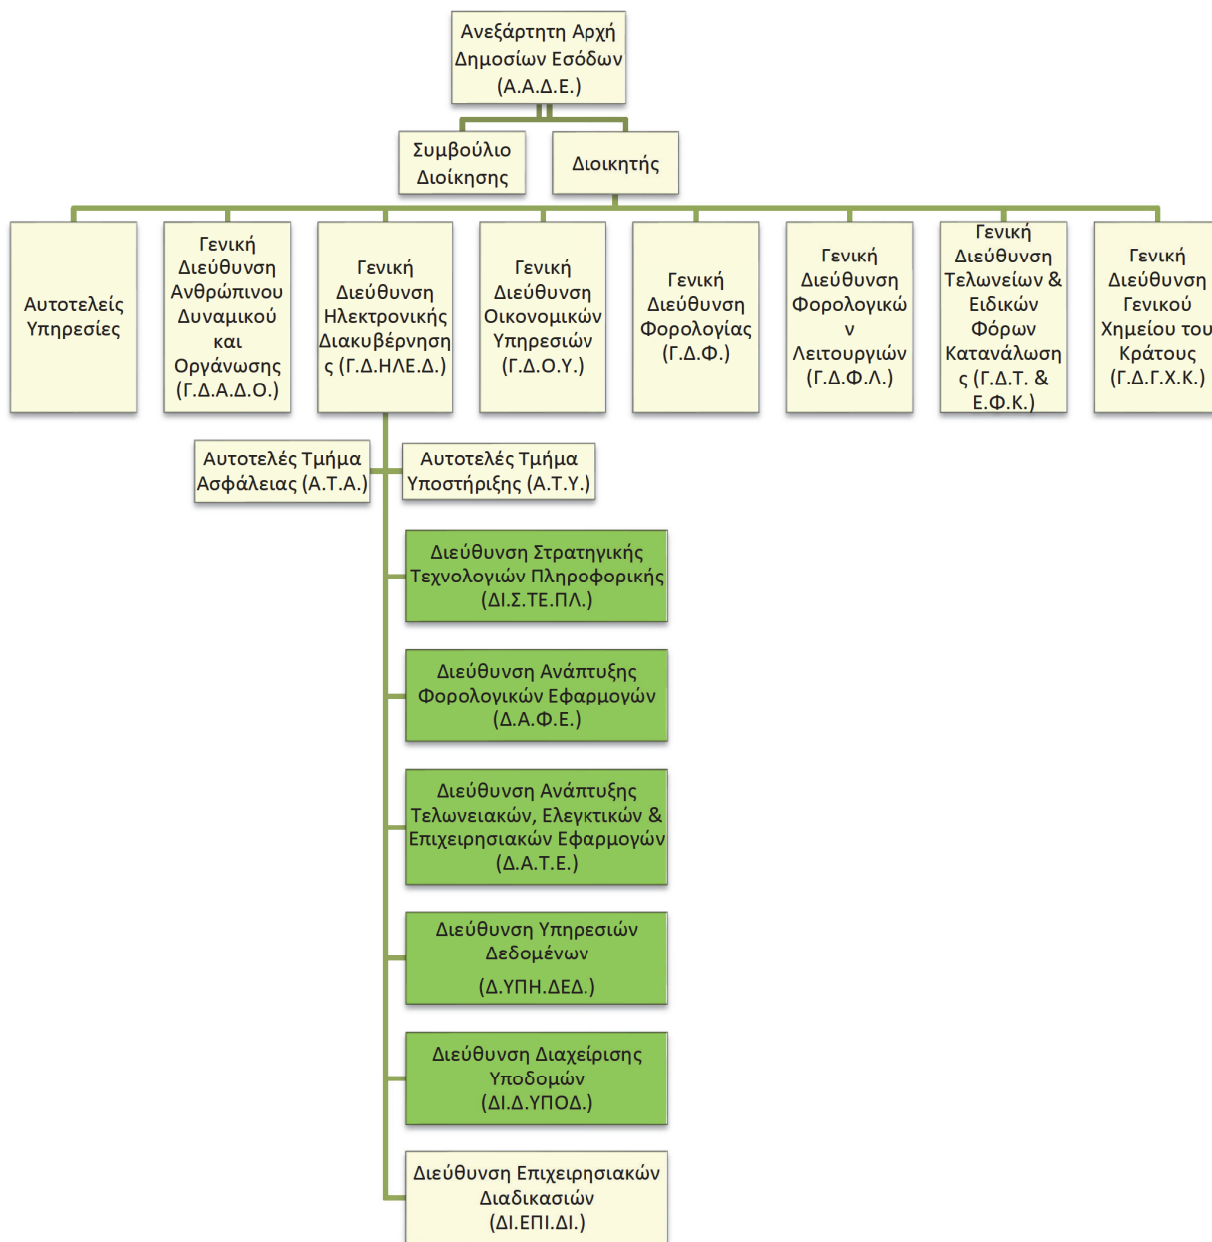 Ανεξάρτητη Αρχή
Δημοσίων Εσόδων
(Α.Α.Δ.Ε.)
Συμβούλιο
Διοίκησης
Διοικητής
Αυτοτελείς
Υπηρεσίες
Γενική
Διεύθυνση
Ανθρώπινου
Δυναμικού
και
Οργάνωσης
(Γ.Δ.Α.Δ.Ο.)
Γενική
Διεύθυνση
Ηλεκτρονικής
Διακυβέρνηση
ς (Γ.Δ.ΗΛΕ.Δ.)
Γενική
Διεύθυνση
Οικονομικών
Υπηρεσιών
(Γ.Δ.Ο.Υ.)
Γενική
Διεύθυνση
Φορολογίας
(Γ.Δ.Φ.)
Γενική
Διεύθυνση
Φορολογικώ
ν
Λειτουργιών
(Γ.Δ.Φ.Λ.)
Γενική
Διεύθυνση
Τελωνείων &
Ειδικών
Φόρων
Κατανάλωση
ς (Γ.Δ.Τ. &
Ε.Φ.Κ.)
Γενική
Διεύθυνση
Γενικού
Χημείου του
Κράτους
(Γ.Δ.Γ.Χ.Κ.)
Αυτοτελές Τμήμα
Ασφάλειας (Α.Τ.Α.)
Αυτοτελές Τμήμα
Υποστήριξης (Α.Τ.Υ.)
Διεύθυνση Στρατηγικής
Τεχνολογιών Πληροφορικής
(ΔΙ.Σ.ΤΕ.ΠΛ.)
Διεύθυνση Ανάπτυξης
Φορολογικών Εφαρμογών
(Δ.Α.Φ.Ε.)
Διεύθυνση Ανάπτυξης
Τελωνειακών, Ελεγκτικών &
Επιχειρησιακών Εφαρμογών
(Δ.Α.Τ.Ε.)
Διεύθυνση Υπηρεσιών
Δεδομένων
(Δ.ΥΠΗ.ΔΕΔ.)
Διεύθυνση Διαχείρισης
Υποδομών
(ΔΙ.Δ.ΥΠΟΔ.)
Διεύθυνση Επιχειρησιακών
Διαδικασιών
(ΔΙ.ΕΠΙ.ΔΙ.)